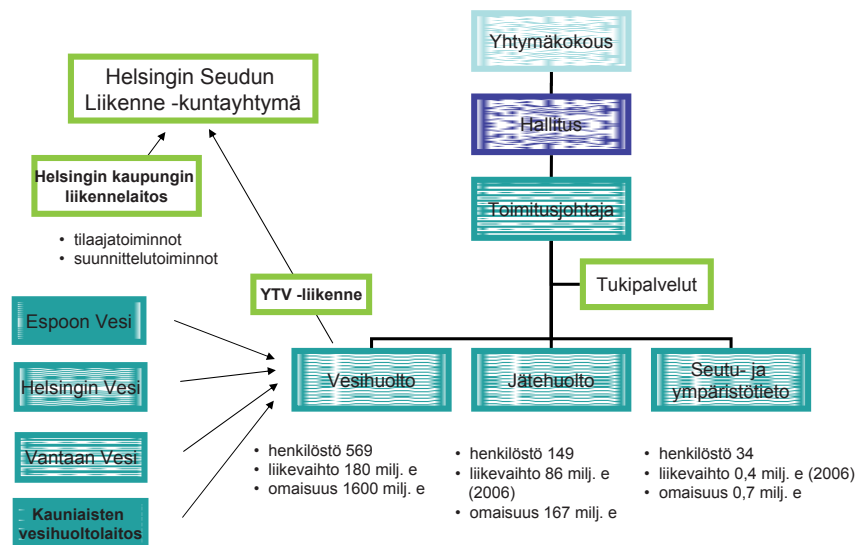 Helsingin Seudun
Liikenne -kuntayhtymä
Helsingin kaupungin
liikennelaitos
• tilaajatoiminnot
• suunnittelutoiminnot
YTV -liikenne
Yhtymäkokous
Hallitus
Toimitusjohtaja
Tukipalvelut
Espoon Vesi
Helsingin Vesi
Vantaan Vesi
Kauniaisten
vesihuoltolaitos
Vesihuolto
• henkilöstö 569
• liikevaihto 180 milj. e
• omaisuus 1600 milj. e
Jätehuolto
• henkilöstö 149
• liikevaihto 86 milj. e
(2006)
• omaisuus 167 milj. e
Seutu- ja
ympäristötieto
• henkilöstö 34
• liikevaihto 0,4 milj. e (2006)
• omaisuus 0,7 milj. e